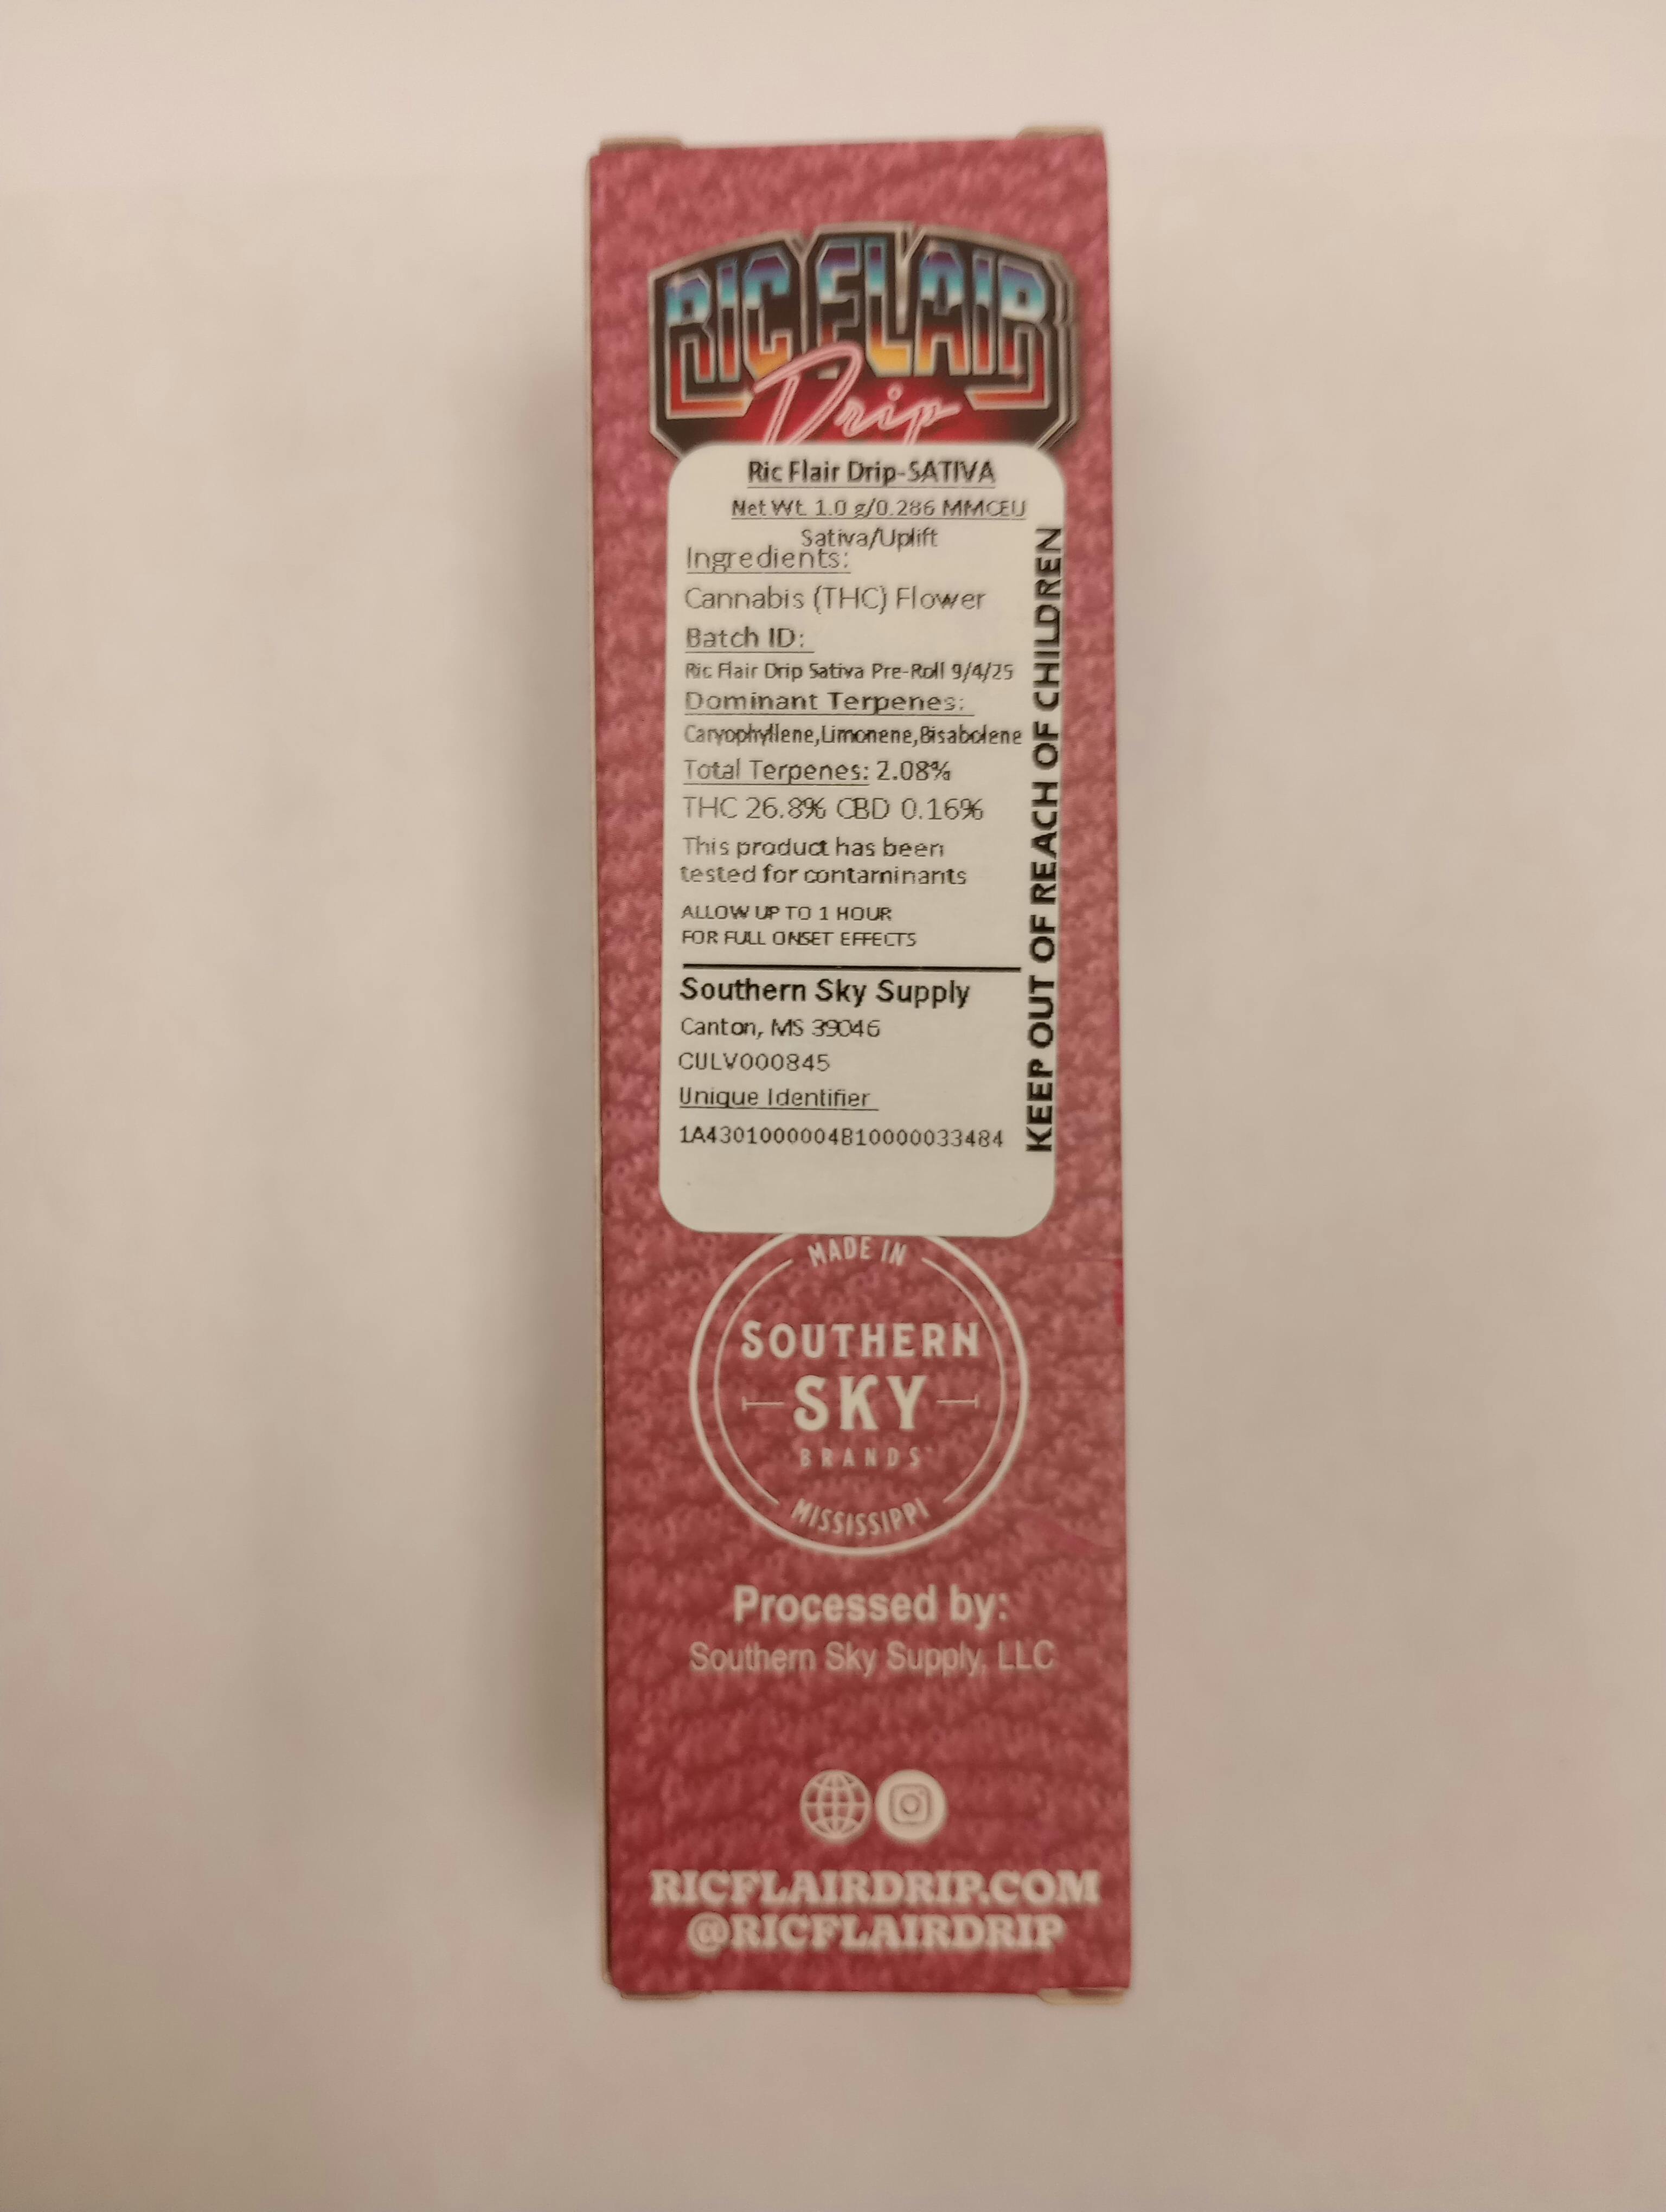 RIC FLAIR
Drip
Ric Flair Drip-SATIVA
Net Wt. 1.0 g/0.286 MMCEU
Sativa/Uplift
Ingredients:
Cannabis (THC) Flower
Batch ID:
Ric Flair Drip Sativa Pre-Roll 9/4/25
Dominant Terpenes:
Caryophyllene,Limonene,Bisabolene
Total Terpenes: 2.08%
THC 26.8% CBD 0.16%
This product has been
tested for contaminants
ALLOW UP TO 1 HOUR
FOR FULL ONSET EFFECTS
Southern Sky Supply
Canton, MS 39046
CULV000845
Unique Identifier
1A4301000004B10000033484
KEEP OUT OF REACH OF CHILDREN
MADE IN
SOUTHERN
SKY
BRANDS
MISSISSIPPI
Processed by:
Southern Sky Supply, LLC
RICFLAIRDRIP.COM
@RICFLAIRDRIP